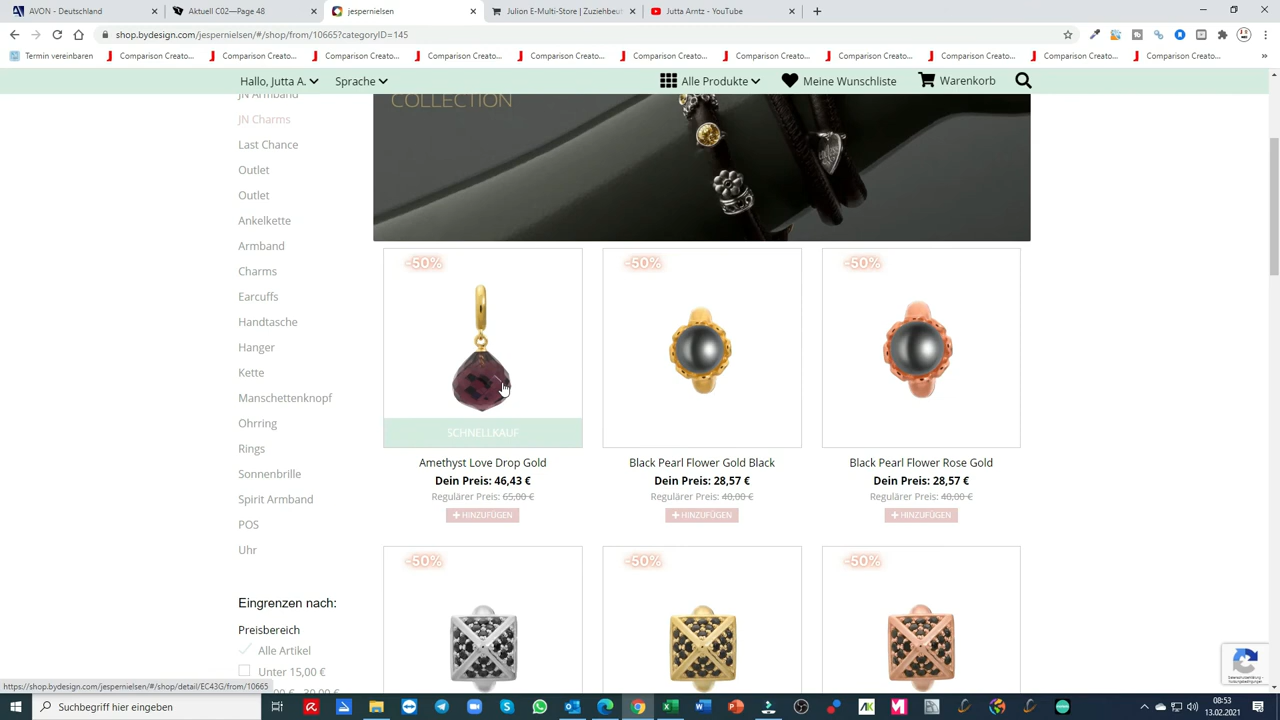 AVON - Deutschland
Aktuell C02—Page 48
jespernielsen
Julion E-Multi-Store | Zuziehbeut
Jutta Arntz - YouTube
shop.bydesign.com/jespernielsen/#/shop/from/10665?categoryID=145
Termin vereinbaren
Comparison Creato...
Comparison Creato...
Comparison Creato...
Comparison Creato...
Comparison Creato...
Comparison Creato...
Comparison Creato...
Comparison Creato...
Comparison Creato...
Comparison Creato...
Comparison Creato...
Hallo, Jutta A.
Sprache
Alle Produkte
Meine Wunschliste
Warenkorb
COLLECTION
JN Armband
JN Charms
Last Chance
Outlet
Outlet
Ankelkette
Armband
Charms
Earcuffs
Handtasche
Hanger
Kette
Manschettenknopf
Ohrring
Rings
Sonnenbrille
Spirit Armband
POS
Uhr
Eingrenzen nach:
Preisbereich
Alle Artikel
Unter 15,00 €
-50%
-50%
-50%
SCHNELLKAUF
Amethyst Love Drop Gold
Dein Preis: 46,43 €
Regulärer Preis: 65,00 €
+ HINZUFÜGEN
Black Pearl Flower Gold Black
Dein Preis: 28,57 €
Regulärer Preis: 40,00 €
+ HINZUFÜGEN
Black Pearl Flower Rose Gold
Dein Preis: 28,57 €
Regulärer Preis: 40,00 €
+ HINZUFÜGEN
-50%
-50%
-50%
https://shop.bydesign.com/jespernielsen/#/shop/detail/EC43G/from/10665
Suchbegriff hier eingeben
08:53
13.02.2021